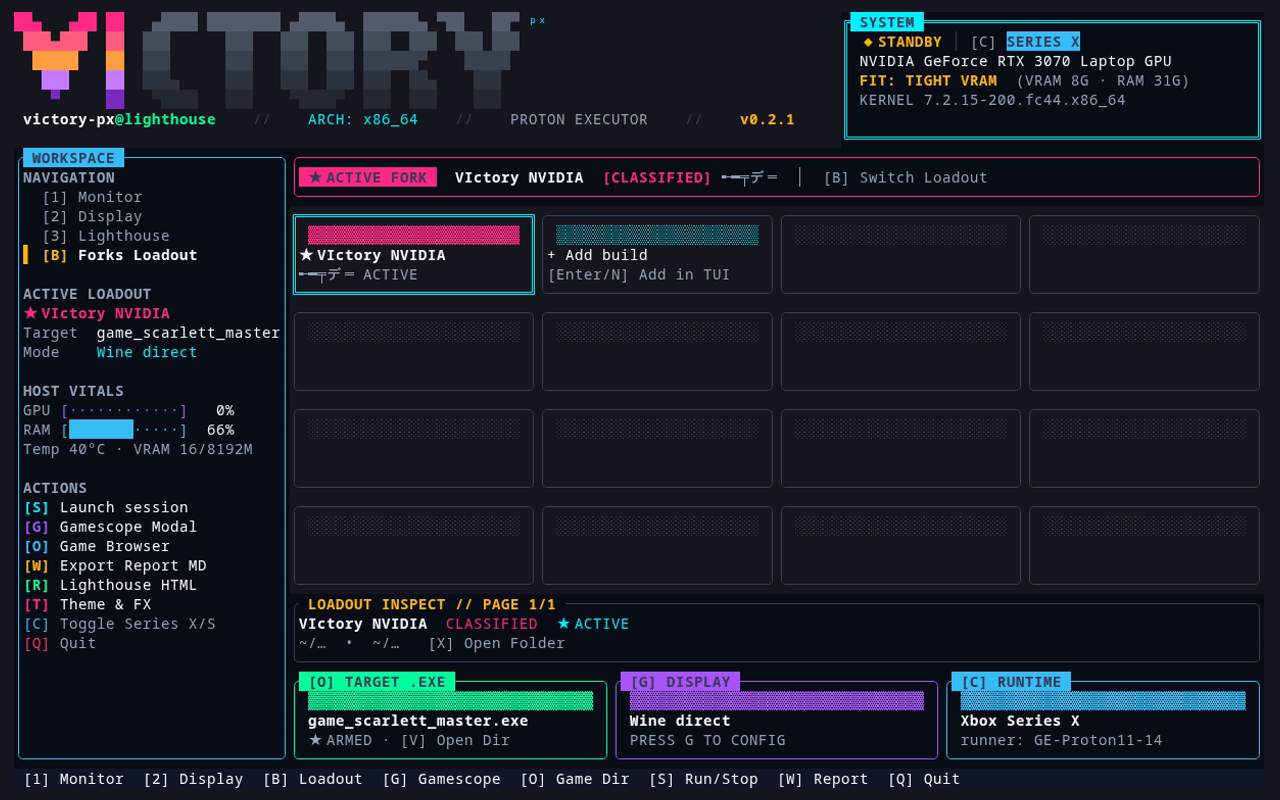 VICTORY px
victory-px@lighthouse // ARCH: x86_64 // PROTON EXECUTOR // v0.2.1
SYSTEM
◆ STANDBY │ [C] SERIES X
NVIDIA GeForce RTX 3070 Laptop GPU
FIT: TIGHT VRAM (VRAM 8G · RAM 31G)
KERNEL 7.2.15-200.fc44.x86_64
WORKSPACE
NAVIGATION
[1] Monitor
[2] Display
[3] Lighthouse
[B] Forks Loadout
ACTIVE LOADOUT
★ VIctory NVIDIA
Target game_scarlett_master
Mode Wine direct
HOST VITALS
GPU [············] 0%
RAM [███████·····] 66%
Temp 40°C · VRAM 16/8192M
ACTIONS
[S] Launch session
[G] Gamescope Modal
[O] Game Browser
[W] Export Report MD
[R] Lighthouse HTML
[T] Theme & FX
[C] Toggle Series X/S
[Q] Quit
★ ACTIVE FORK VIctory NVIDIA [CLASSIFIED] ╾━╤デ═ │ [B] Switch Loadout
★ VIctory NVIDIA
╾━╤デ═ ACTIVE
+ Add build
[Enter/N] Add in TUI
LOADOUT INSPECT // PAGE 1/1
VIctory NVIDIA CLASSIFIED ★ ACTIVE
~/… • ~/… [X] Open Folder
[O] TARGET .EXE
game_scarlett_master.exe
★ ARMED · [V] Open Dir
[G] DISPLAY
Wine direct
PRESS G TO CONFIG
[C] RUNTIME
Xbox Series X
runner: GE-Proton11-14
[1] Monitor [2] Display [B] Loadout [G] Gamescope [O] Game Dir [S] Run/Stop [W] Report [Q] Quit